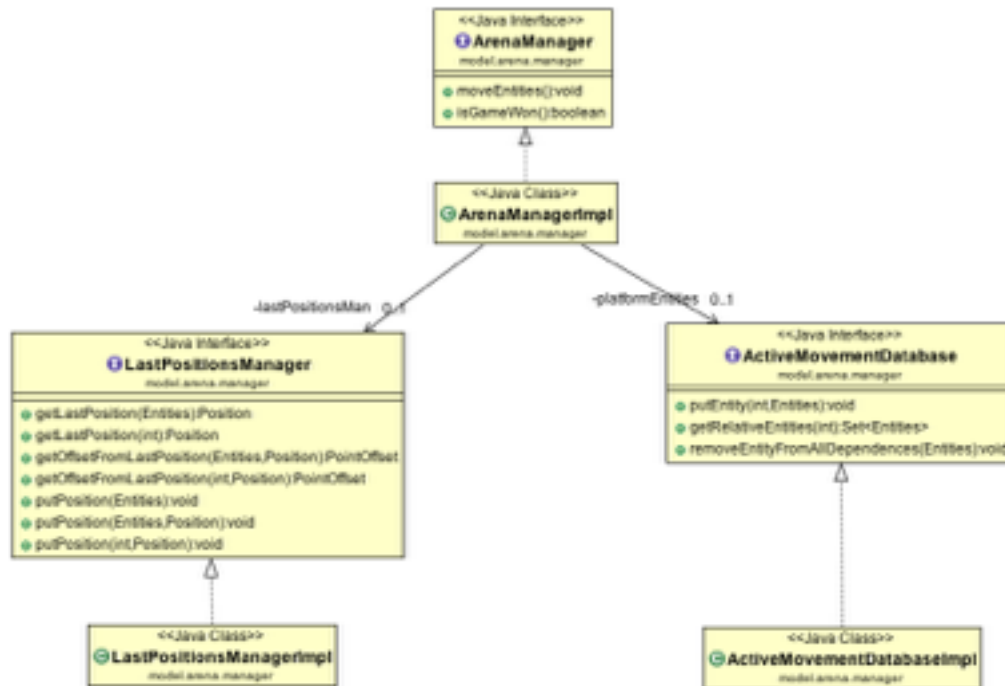 <<Java Interface>>
ArenaManager
model.arena.manager
moveEntities():void
isGameWon():boolean
<<Java Class>>
ArenaManagerImpl
model.arena.manager
-lastPositionsMan 0..1
-platformEntities 0..1
<<Java Interface>>
LastPositionsManager
model.arena.manager
getLastPosition(Entities):Position
getLastPosition(int):Position
getOffsetFromLastPosition(Entities,Position):PointOffset
getOffsetFromLastPosition(int,Position):PointOffset
putPosition(Entities):void
putPosition(Entities,Position):void
putPosition(int,Position):void
<<Java Interface>>
ActiveMovementDatabase
model.arena.manager
putEntity(int,Entities):void
getRelativeEntities(int):Set<Entities>
removeEntityFromAllDependences(Entities):void
<<Java Class>>
LastPositionsManagerImpl
model.arena.manager
<<Java Class>>
ActiveMovementDatabaseImpl
model.arena.manager